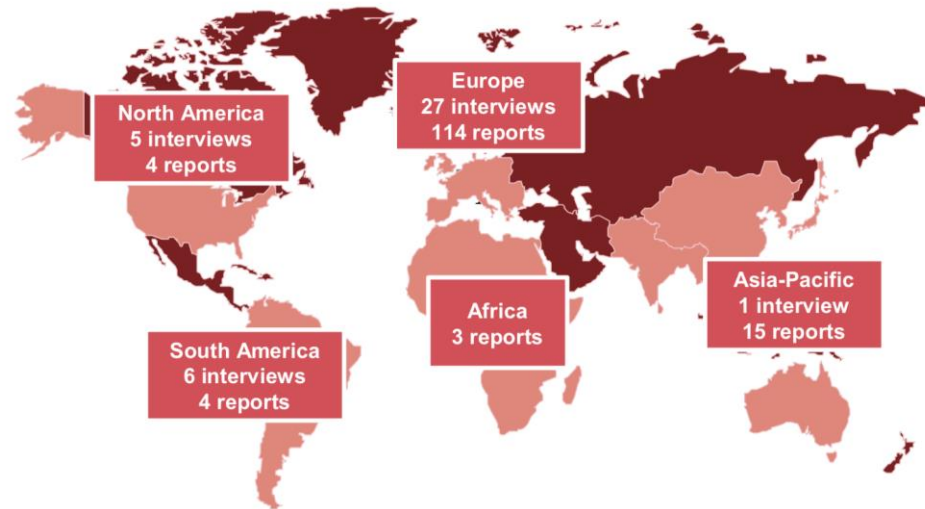 North America
5 interviews
4 reports
Europe
27 interviews
114 reports
South America
6 interviews
4 reports
Africa
3 reports
Asia-Pacific
1 interview
15 reports